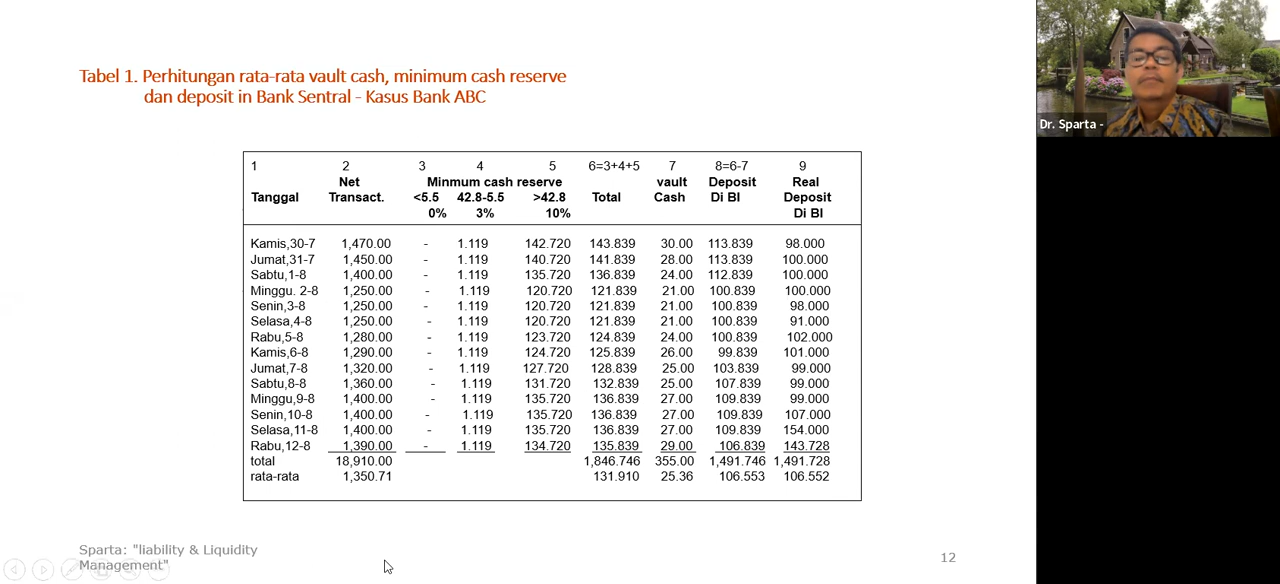 Tabel 1. Perhitungan rata-rata vault cash, minimum cash reserve
dan deposit in Bank Sentral - Kasus Bank ABC
Dr. Sparta -
1 2 3 4 5 6=3+4+5 7 8=6-7 9
Net Minmum cash reserve vault Deposit Real
Tanggal Transact. <5.5 42.8-5.5 >42.8 Total Cash Di BI Deposit
0% 3% 10% Di BI
Kamis,30-7 1,470.00 - 1.119 142.720 143.839 30.00 113.839 98.000
Jumat,31-7 1,450.00 - 1.119 140.720 141.839 28.00 113.839 100.000
Sabtu,1-8 1,400.00 - 1.119 135.720 136.839 24.00 112.839 100.000
Minggu. 2-8 1,250.00 - 1.119 120.720 121.839 21.00 100.839 100.000
Senin,3-8 1,250.00 - 1.119 120.720 121.839 21.00 100.839 98.000
Selasa,4-8 1,250.00 - 1.119 120.720 121.839 21.00 100.839 91.000
Rabu,5-8 1,280.00 - 1.119 123.720 124.839 24.00 100.839 102.000
Kamis,6-8 1,290.00 - 1.119 124.720 125.839 26.00 99.839 101.000
Jumat,7-8 1,320.00 - 1.119 127.720 128.839 25.00 103.839 99.000
Sabtu,8-8 1,360.00 - 1.119 131.720 132.839 25.00 107.839 99.000
Minggu,9-8 1,400.00 - 1.119 135.720 136.839 27.00 109.839 99.000
Senin,10-8 1,400.00 - 1.119 135.720 136.839 27.00 109.839 107.000
Selasa,11-8 1,400.00 - 1.119 135.720 136.839 27.00 109.839 154.000
Rabu,12-8 1,390.00 - 1.119 134.720 135.839 29.00 106.839 143.728
total 18,910.00 1,846.746 355.00 1,491.746 1,491.728
rata-rata 1,350.71 131.910 25.36 106.553 106.552
Sparta: "liability & Liquidity
Management"
12